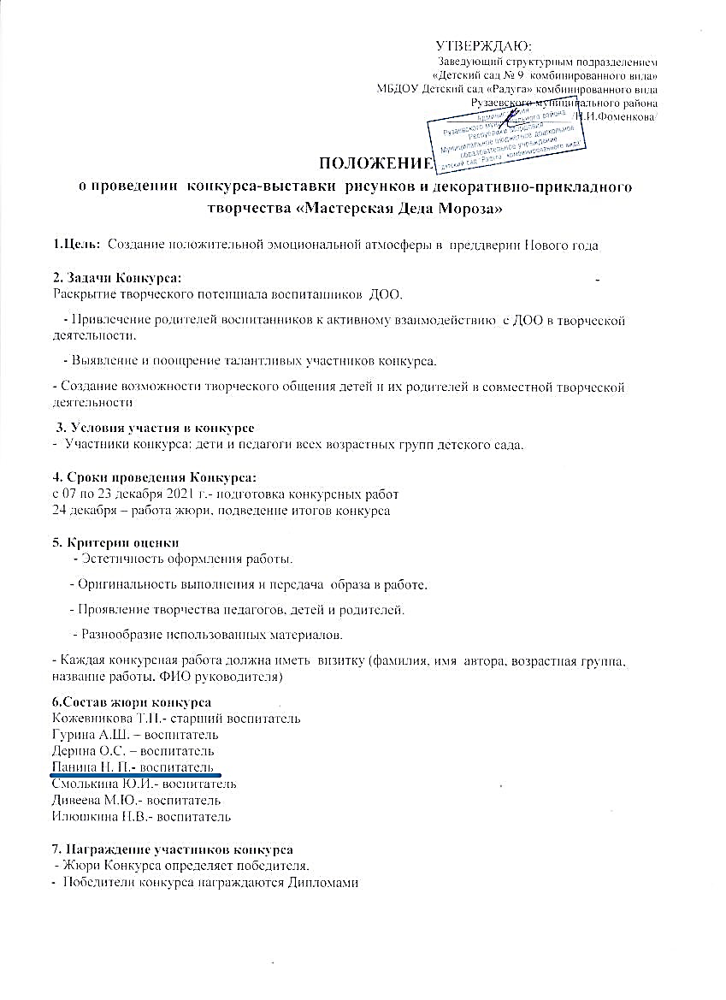 УТВЕРЖДАЮ:
Заведующий структурным подразделением
«Детский сад № 9 комбинированного вида»
МБДОУ Детский сад «Радуга» комбинированного вида
Рузаевского муниципального района
/Н.И.Фоменкова/
Администрация
Рузаевского муниципального района
Республики Мордовия
Муниципальное бюджетное дошкольное
образовательное учреждение
детский сад "Радуга" комбинированного вида"
ПОЛОЖЕНИЕ
о проведении конкурса-выставки рисунков и декоративно-прикладного
творчества «Мастерская Деда Мороза»
1.Цель: Создание положительной эмоциональной атмосферы в преддверии Нового года
2. Задачи Конкурса:
Раскрытие творческого потенциала воспитанников ДОО.
- Привлечение родителей воспитанников к активному взаимодействию с ДОО в творческой
деятельности.
- Выявление и поощрение талантливых участников конкурса.
- Создание возможности творческого общения детей и их родителей в совместной творческой
деятельности
3. Условия участия в конкурсе
- Участники конкурса: дети и педагоги всех возрастных групп детского сада.
4. Сроки проведения Конкурса:
с 07 по 23 декабря 2021 г.- подготовка конкурсных работ
24 декабря – работа жюри, подведение итогов конкурса
5. Критерии оценки
- Эстетичность оформления работы.
- Оригинальность выполнения и передача образа в работе.
- Проявление творчества педагогов, детей и родителей.
- Разнообразие использованных материалов.
- Каждая конкурсная работа должна иметь визитку (фамилия, имя автора, возрастная группа,
название работы, ФИО руководителя)
6.Состав жюри конкурса
Кожевникова Т.П.- старший воспитатель
Гурина А.Ш. – воспитатель
Дерина О.С. – воспитатель
Панина Н. П.- воспитатель
Смолькина Ю.И.- воспитатель
Дивеева М.Ю.- воспитатель
Илюшкина Н.В.- воспитатель
7. Награждение участников конкурса
- Жюри Конкурса определяет победителя.
- Победители конкурса награждаются Дипломами